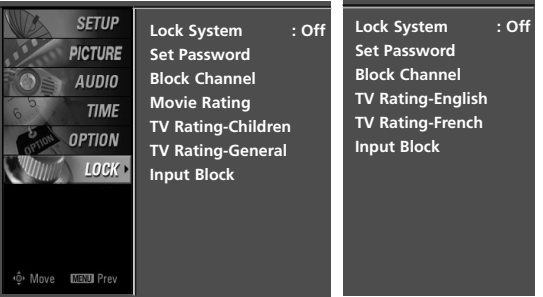 SETUP
PICTURE
AUDIO
TIME
OPTION
LOCK
Move MENU Prev
Lock System : Off
Set Password
Block Channel
Movie Rating
TV Rating-Children
TV Rating-General
Input Block
Lock System : Off
Set Password
Block Channel
TV Rating-English
TV Rating-French
Input Block